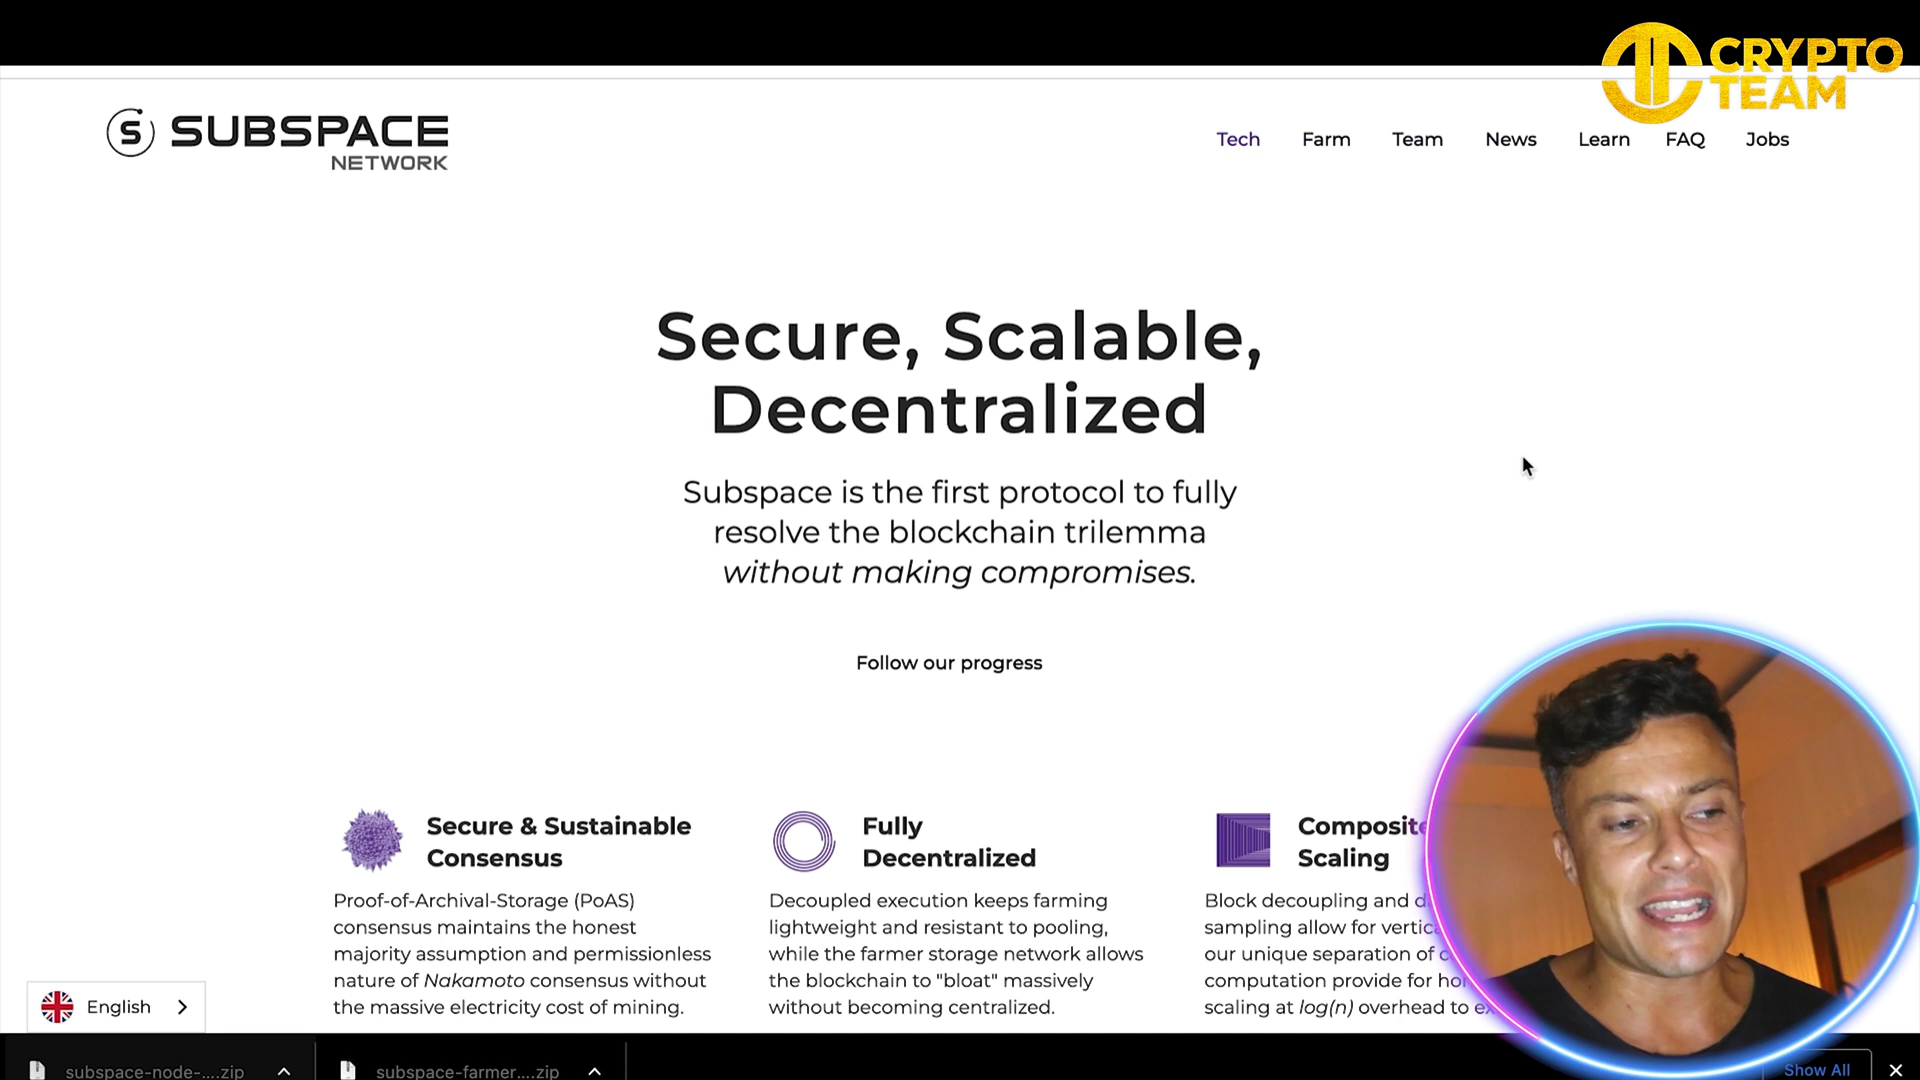 CRYPTO
TEAM
SUBSPACE
NETWORK
Tech Farm Team News Learn FAQ Jobs
Secure, Scalable,
Decentralized
Subspace is the first protocol to fully
resolve the blockchain trilemma
without making compromises.
Follow our progress
Secure & Sustainable
Consensus
Proof-of-Archival-Storage (PoAS)
consensus maintains the honest
majority assumption and permissionless
nature of Nakamoto consensus without
the massive electricity cost of mining.
Fully
Decentralized
Decoupled execution keeps farming
lightweight and resistant to pooling,
while the farmer storage network allows
the blockchain to "bloat" massively
without becoming centralized.
Composite
Scaling
Block decoupling and
sampling allow for
our unique separation of
computation provide for
scaling at log(n) overhead to
English
subspace-node-....zip
subspace-farmer....zip
Show All